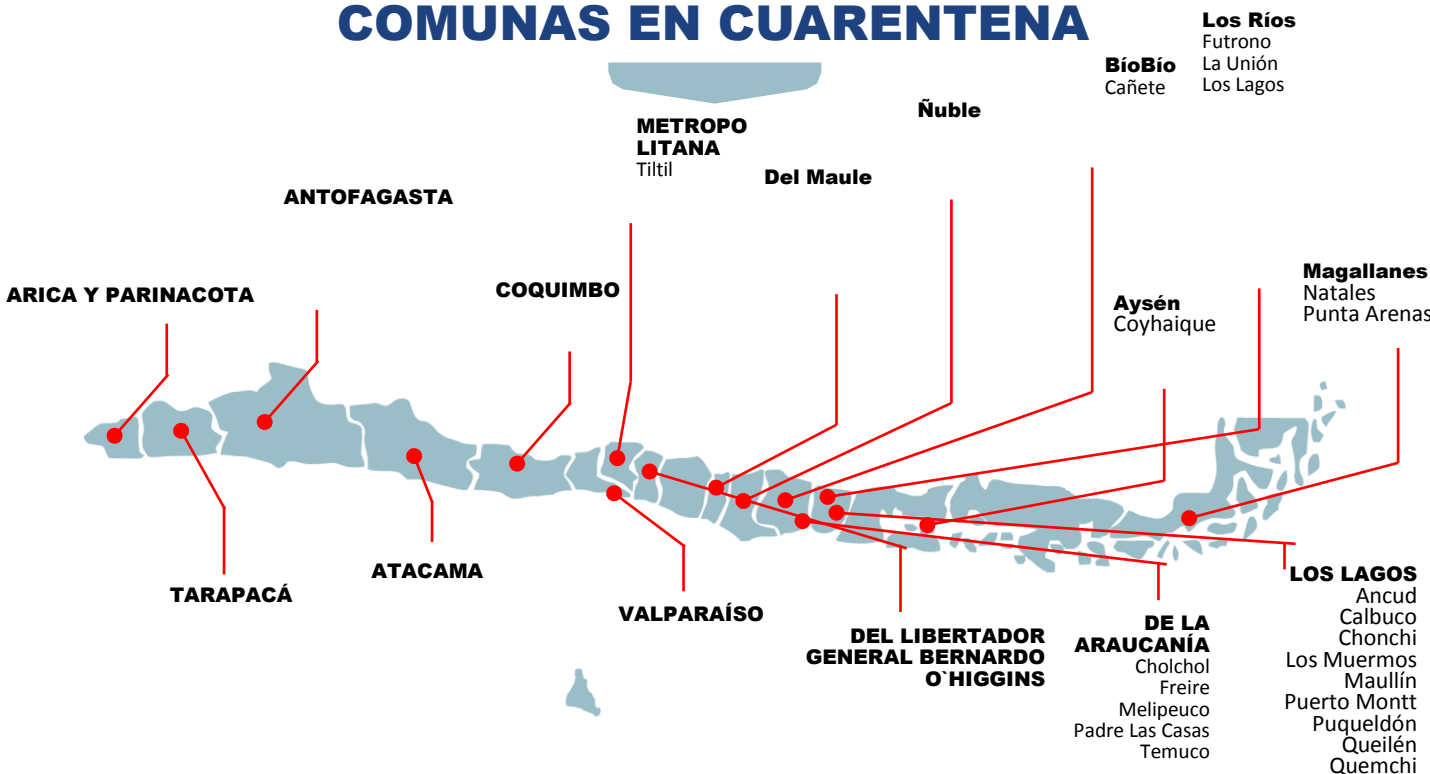 COMUNAS EN CUARENTENA
Los Ríos
Futrono
La Unión
Los Lagos
BíoBío
Cañete
Ñuble
METROPO
LITANA
Tiltil
Del Maule
ANTOFAGASTA
ARICA Y PARINACOTA
COQUIMBO
Aysén
Coyhaique
Magallanes
Natales
Punta Arenas
TARAPACÁ
ATACAMA
VALPARAÍSO
DEL LIBERTADOR
GENERAL BERNARDO
O`HIGGINS
DE LA
ARAUCANÍA
Cholchol
Freire
Melipeuco
Padre Las Casas
Temuco
LOS LAGOS
Ancud
Calbuco
Chonchi
Los Muermos
Maullín
Puerto Montt
Puqueldón
Queilén
Quemchi